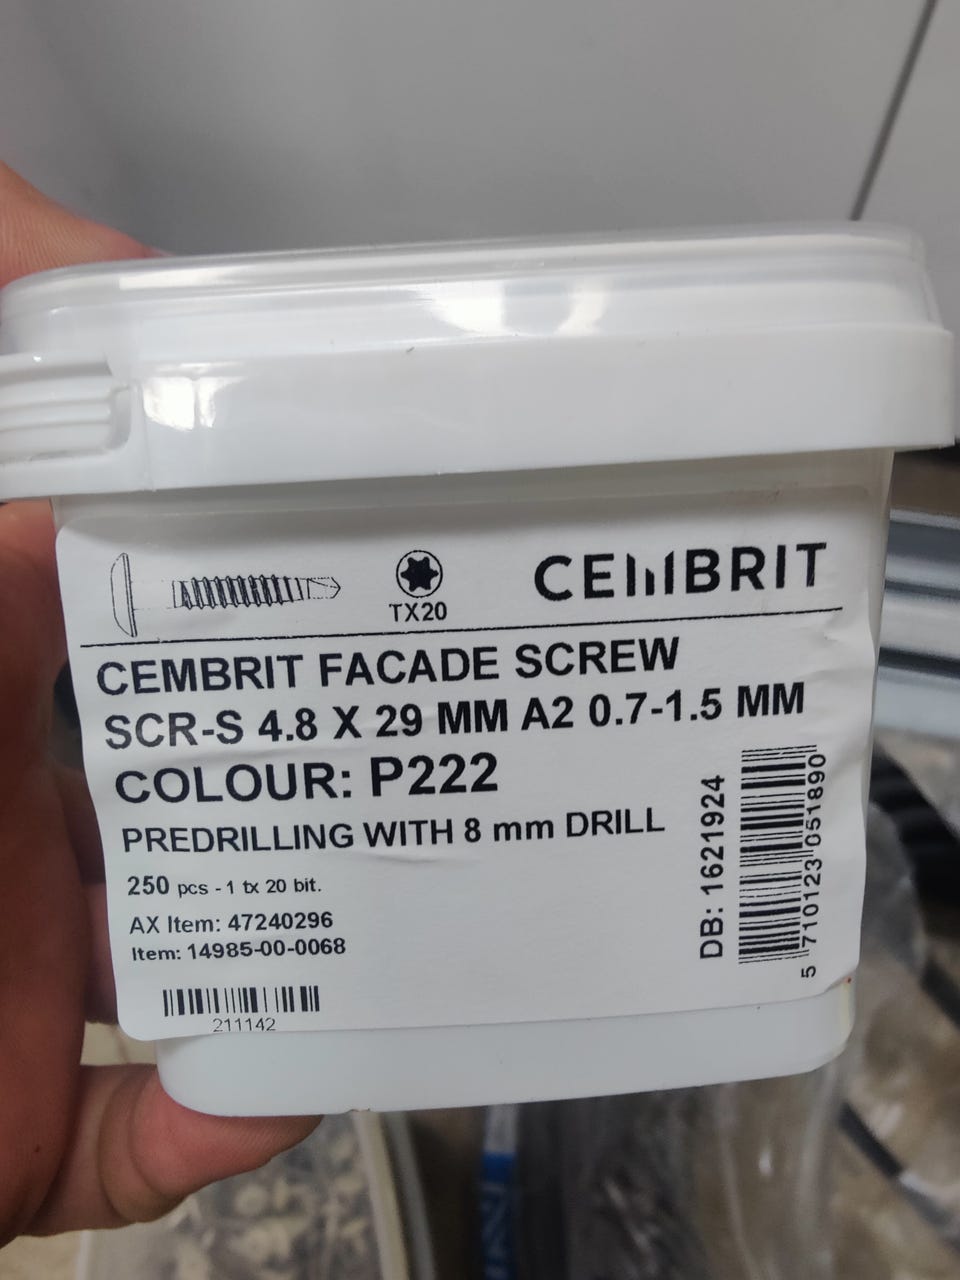 TX20
CEMBRIT
CEMBRIT FACADE SCREW
SCR-S 4.8 X 29 MM A2 0.7-1.5 MM
COLOUR: P222
PREDRILLING WITH 8 mm DRILL
250 pcs - 1 tx 20 bit.
AX Item: 47240296
Item: 14985-00-0068
211142
DB: 1621924
5 710123 051890